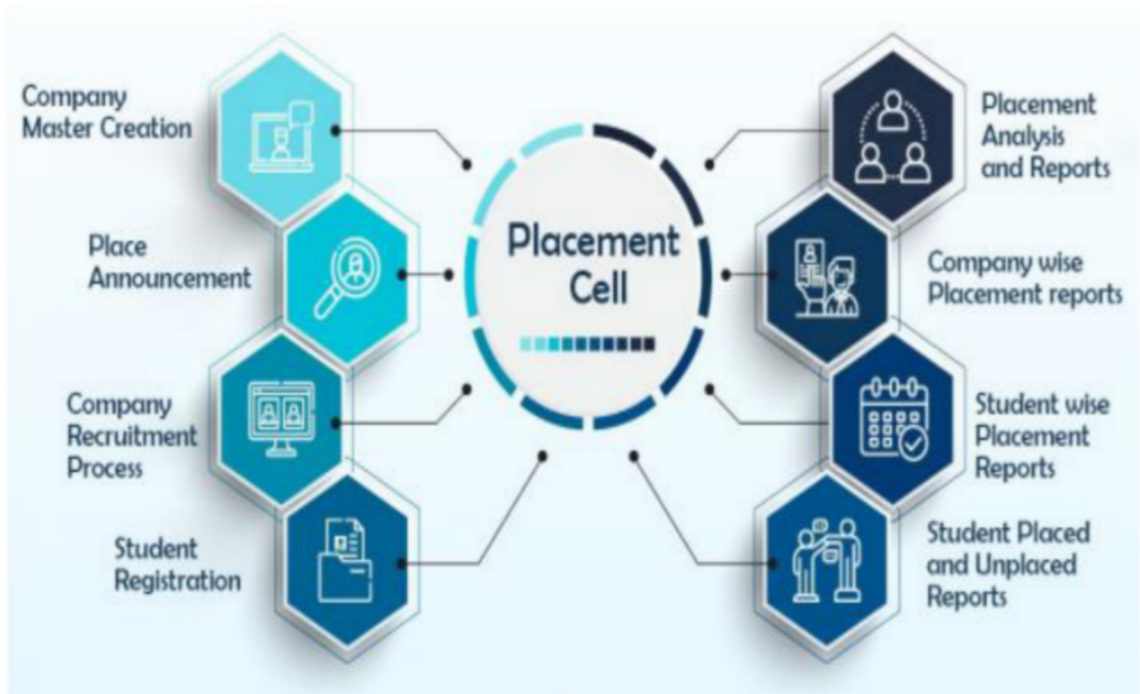 Company
Master Creation
Place
Announcement
Company
Recruitment
Process
Student
Registration
Placement
Cell
Placement
Analysis
and Reports
Company wise
Placement reports
Student wise
Placement
Reports
Student Placed
and Unplaced
Reports